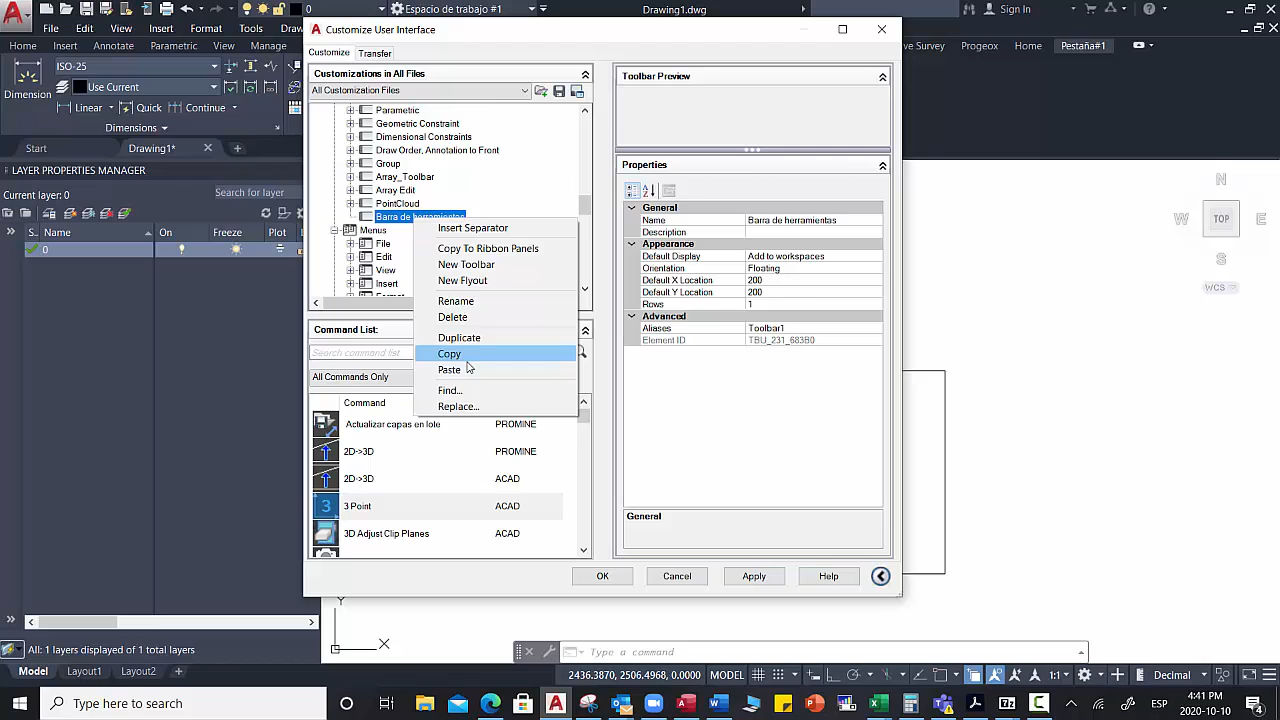 0
Espacio de trabajo #1
Drawing1.dwg
Sign In
File
Edit
View
Insert
Format
Tools
Home
Insert
Annotate
Parametric
View
Manage
Survey
Progeox
Home
Pestaña#1
ISO-25
Use Current
Dimension
Linear
Quick
Continue
Dimensions
Start
Drawing1*
LAYER PROPERTIES MANAGER
Current layer: 0
Search for layer
S..
Name
Freeze
Plot
0
All: 1 layers displayed of 1 total layers
Model
Layout1
Layout2
Customize User Interface
Customize
Transfer
Customizations in All Files
All Customization Files
Parametric
Geometric Constraint
Dimensional Constraints
Draw Order, Annotation to Front
Group
Array_Toolbar
Array Edit
PointCloud
Barra de herramientas
Menus
File
Edit
View
Insert
Insert Separator
Copy To Ribbon Panels
New Toolbar
New Flyout
Rename
Delete
Duplicate
Copy
Paste
Find...
Replace...
Command List:
Search command list
All Commands Only
Command
Actualizar capas en lote PROMINE
2D->3D PROMINE
2D->3D ACAD
3 Point ACAD
3D Adjust Clip Planes ACAD
Toolbar Preview
Properties
General
Name Barra de herramientas
Description
Appearance
Default Display Add to workspaces
Orientation Floating
Default X Location 200
Default Y Location 200
Rows 1
Advanced
Aliases Toolbar1
Element ID TBU_231_683B0
General
OK
Cancel
Apply
Help
N
W
TOP
E
S
WCS
Y
X
Type a command
2436.3870, 2506.4968, 0.0000
MODEL
1:1
Decimal
Type here to search
ESP
4:41 PM
2020-10-10